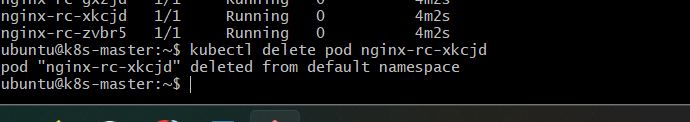 nginx-rc-gxzjd   1/1     Running   0          4m2s
nginx-rc-xkcjd   1/1     Running   0          4m2s
nginx-rc-zvbr5   1/1     Running   0          4m2s
ubuntu@k8s-master:~$ kubectl delete pod nginx-rc-xkcjd
pod "nginx-rc-xkcjd" deleted from default namespace
ubuntu@k8s-master:~$